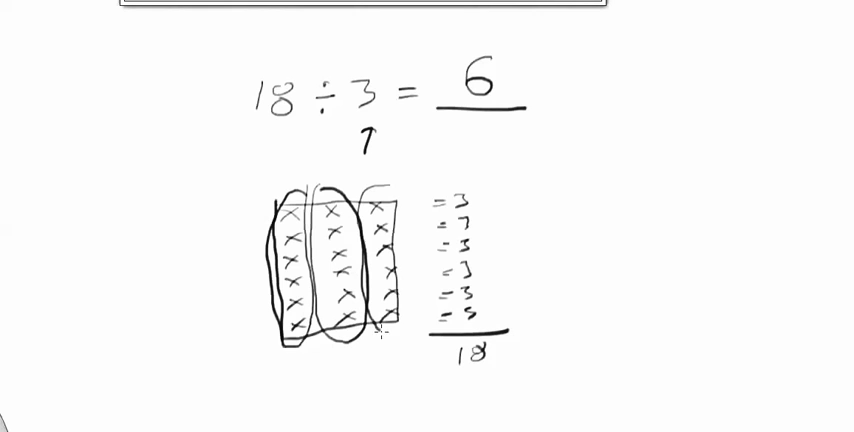 18 ÷ 3 = 6
x x x = 3
x x x = 3
x x x = 3
x x x = 3
x x x = 3
x x x = 3
18